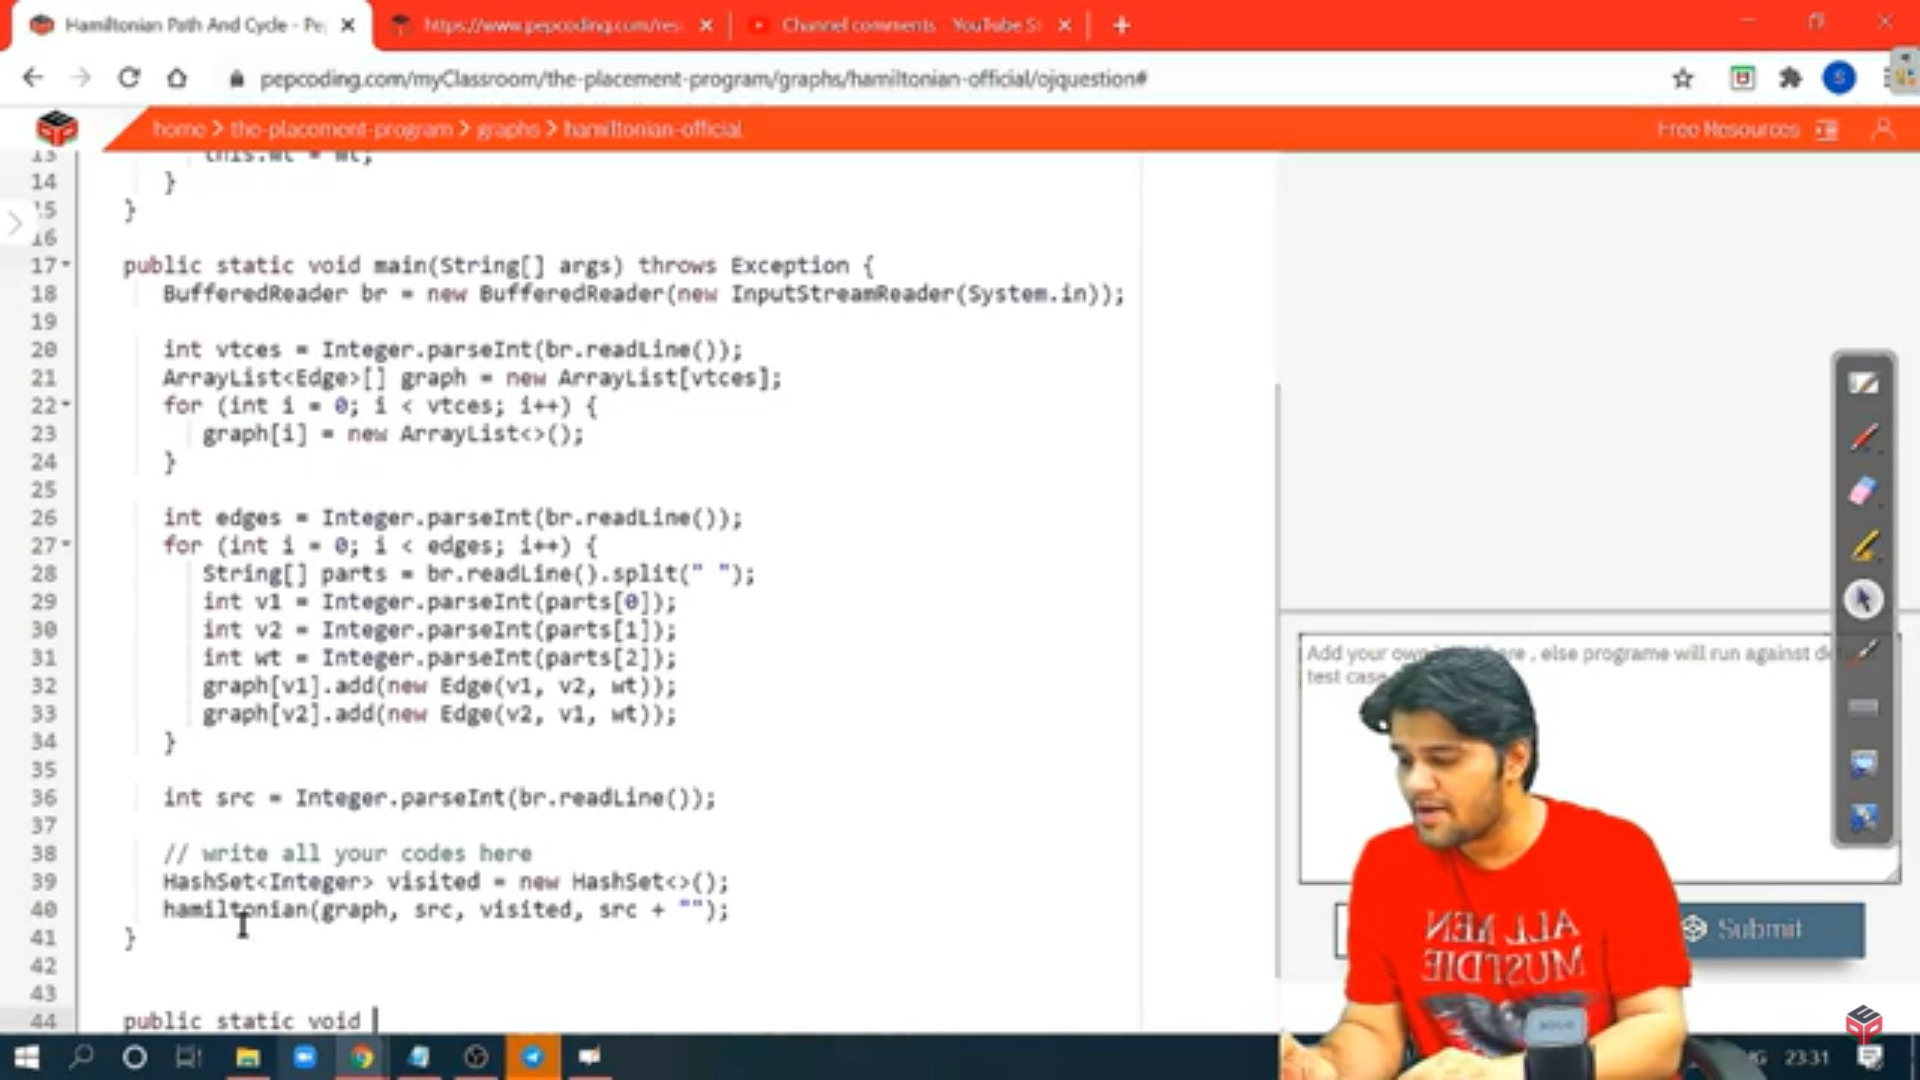 Hamiltonian Path And Cycle - Pe
https://www.pepcoding.com/res
Channel comments - YouTube S
pepcoding.com/myClassroom/the-placement-program/graphs/hamiltonian-official/ojquestion#
S
home > the-placement-program > graphs > hamiltonian-official
Free Resources
13 this.wt = wt;
14 }
15 }
16
17 public static void main(String[] args) throws Exception {
18 BufferedReader br = new BufferedReader(new InputStreamReader(System.in));
19
20 int vtces = Integer.parseInt(br.readLine());
21 ArrayList<Edge>[] graph = new ArrayList[vtces];
22 for (int i = 0; i < vtces; i++) {
23 graph[i] = new ArrayList<>();
24 }
25
26 int edges = Integer.parseInt(br.readLine());
27 for (int i = 0; i < edges; i++) {
28 String[] parts = br.readLine().split(" ");
29 int v1 = Integer.parseInt(parts[0]);
30 int v2 = Integer.parseInt(parts[1]);
31 int wt = Integer.parseInt(parts[2]);
32 graph[v1].add(new Edge(v1, v2, wt));
33 graph[v2].add(new Edge(v2, v1, wt));
34 }
35
36 int src = Integer.parseInt(br.readLine());
37
38 // write all your codes here
39 HashSet<Integer> visited = new HashSet<>();
40 hamiltonian(graph, src, visited, src + "");
41 }
42
43
44 public static void
Add your own here , else programe will run against
test case
Submit
ALL MEN
MUST DIE
23:31